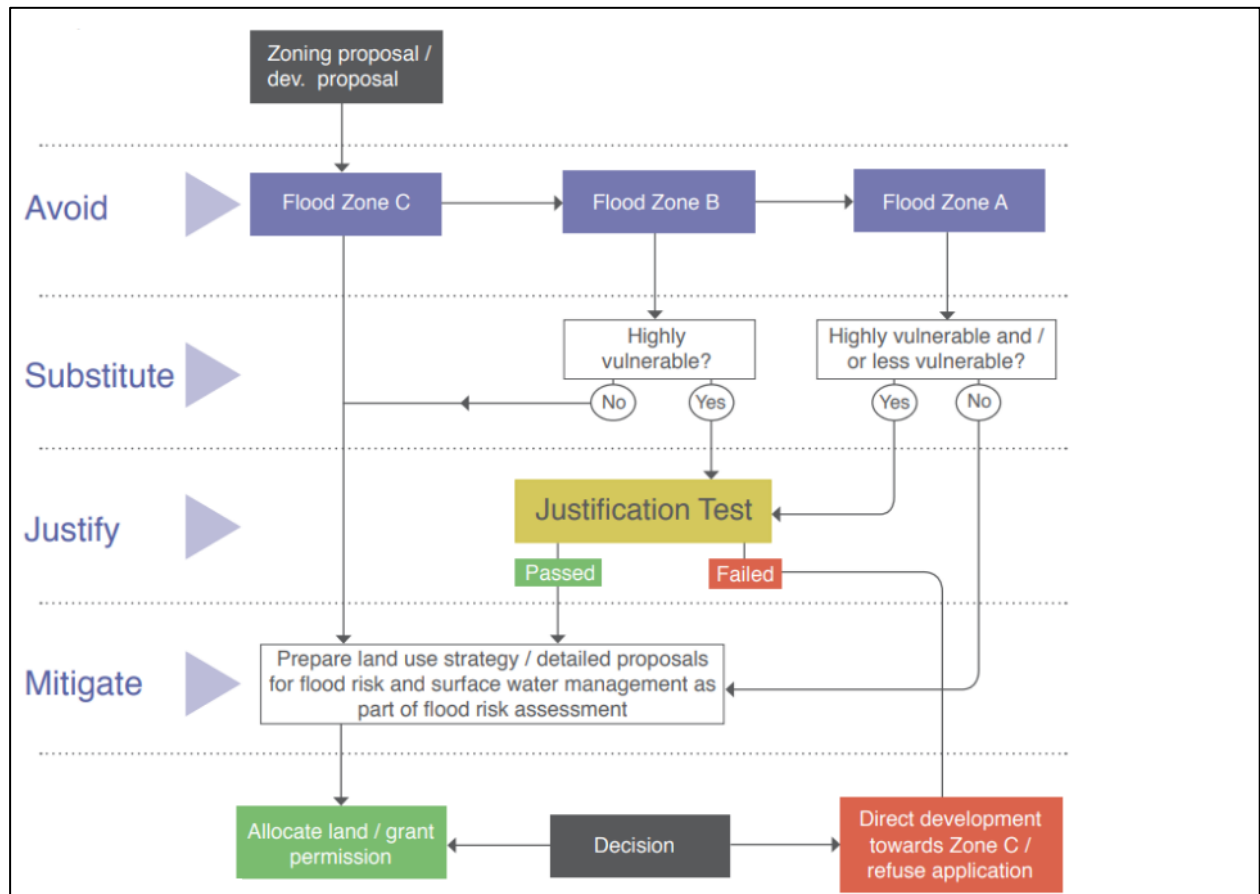 Zoning proposal /
dev. proposal
Avoid
Flood Zone C
Flood Zone B
Flood Zone A
Substitute
Highly
vulnerable?
No
Yes
Highly vulnerable and /
or less vulnerable?
Yes
No
Justify
Justification Test
Passed
Failed
Mitigate
Prepare land use strategy / detailed proposals
for flood risk and surface water management as
part of flood risk assessment
Allocate land / grant
permission
Decision
Direct development
towards Zone C /
refuse application